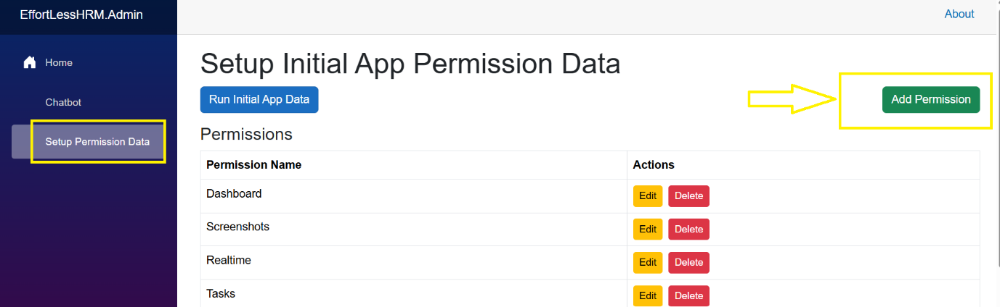 EffortLessHRM.Admin
About
Home
Chatbot
Setup Permission Data
Setup Initial App Permission Data
Run Initial App Data
Add Permission
Permissions
Permission Name Actions
Dashboard Edit Delete
Screenshots Edit Delete
Realtime Edit Delete
Tasks Edit Delete